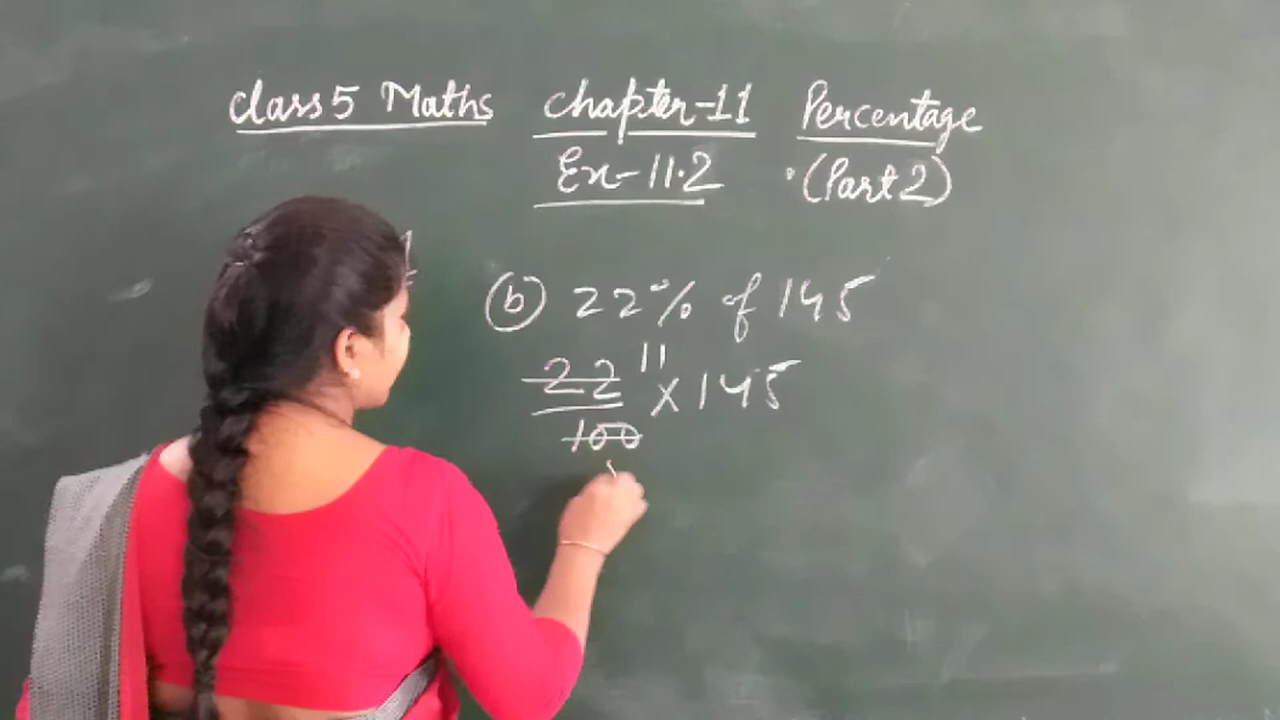 Class 5 Maths Chapter-11 Percentage
Ex-11.2 (Part 2)
(b) 22% of 145
22 11 × 145
100